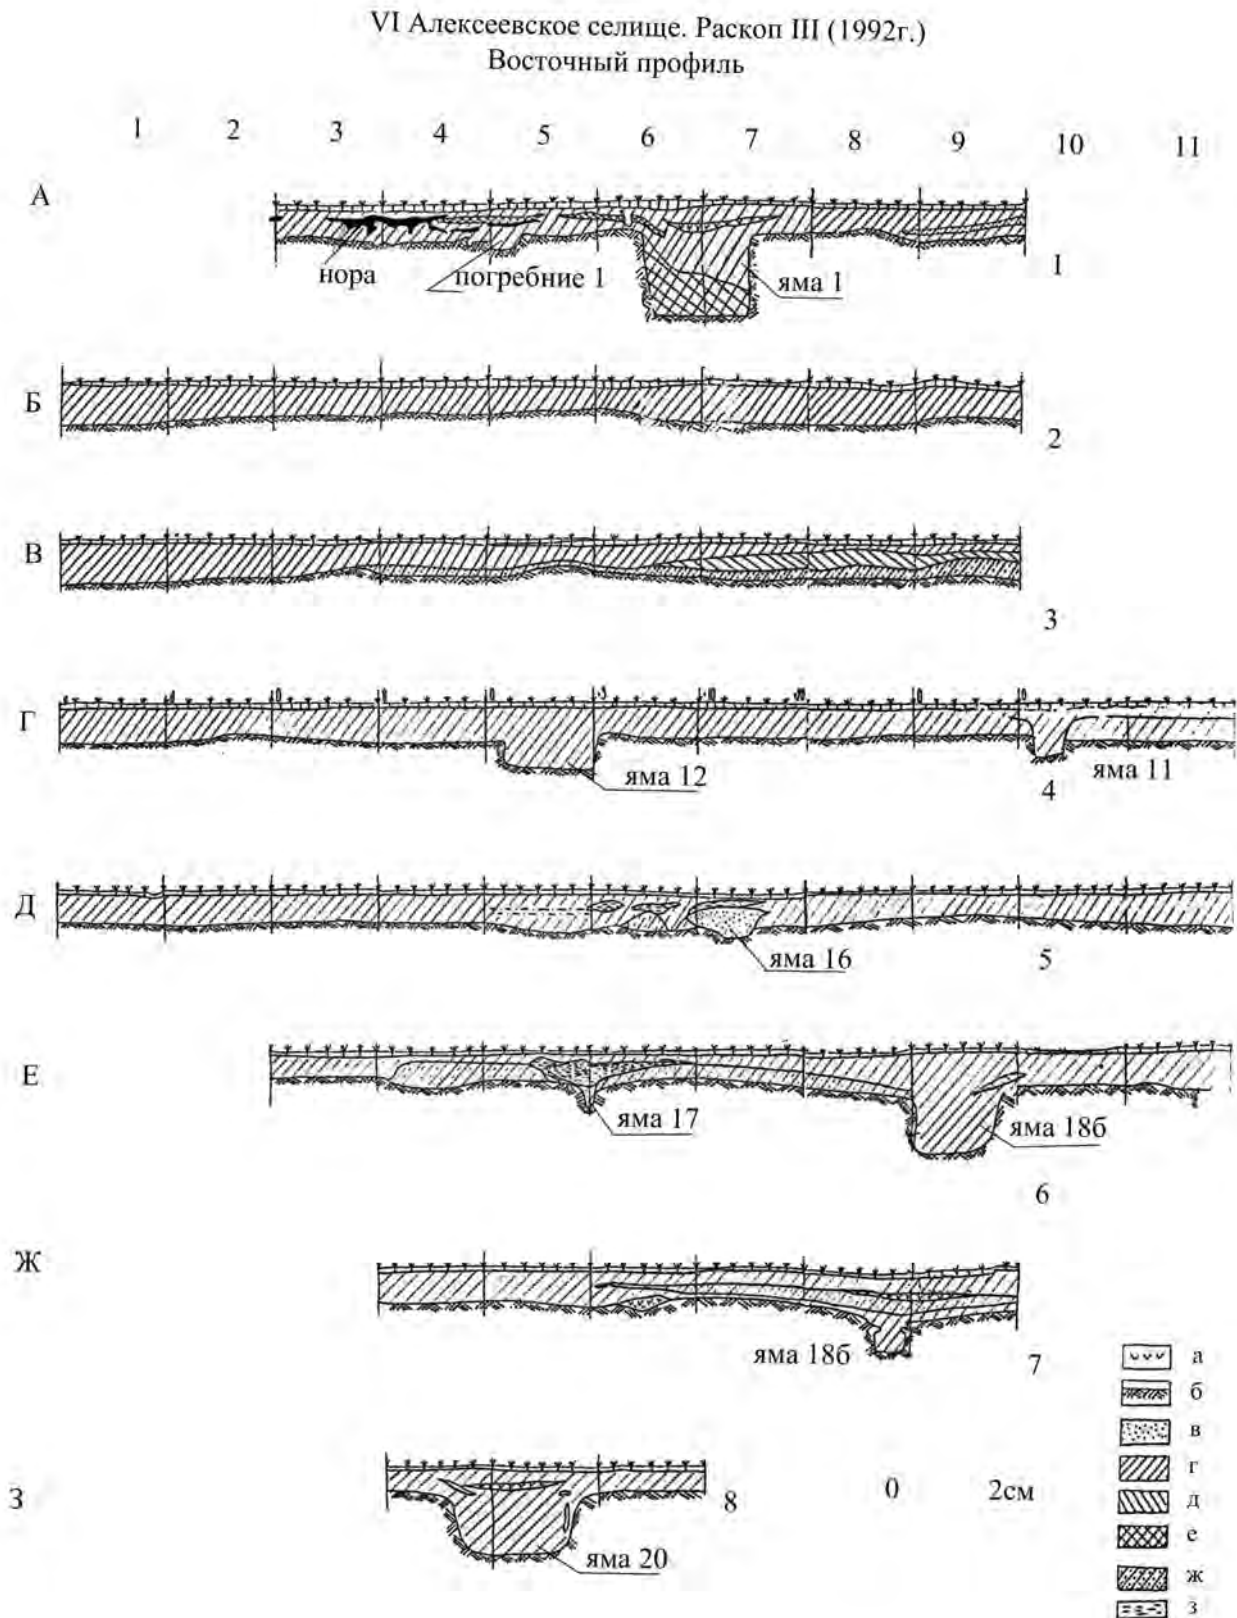 VI Алексеевское селище. Раскоп III (1992г.)
Восточный профиль
1 2 3 4 5 6 7 8 9 10 11
А
нора
погребние 1
яма 1
1
Б
2
В
3
Г
яма 12
яма 11
4
Д
яма 16
5
Е
яма 17
яма 18б
6
Ж
яма 18б
7
З
яма 20
8
0 2см
а
б
в
г
д
е
ж
з